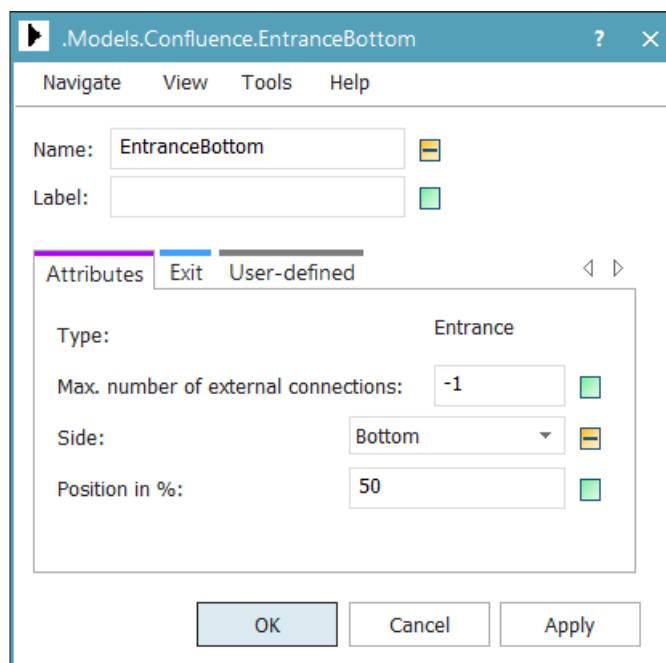 .Models.Confluence.EntranceBottom ?
Navigate View Tools Help
Name: EntranceBottom
Label:
Attributes Exit User-defined
Type: Entrance
Max. number of external connections: -1
Side: Bottom
Position in %: 50
OK Cancel Apply